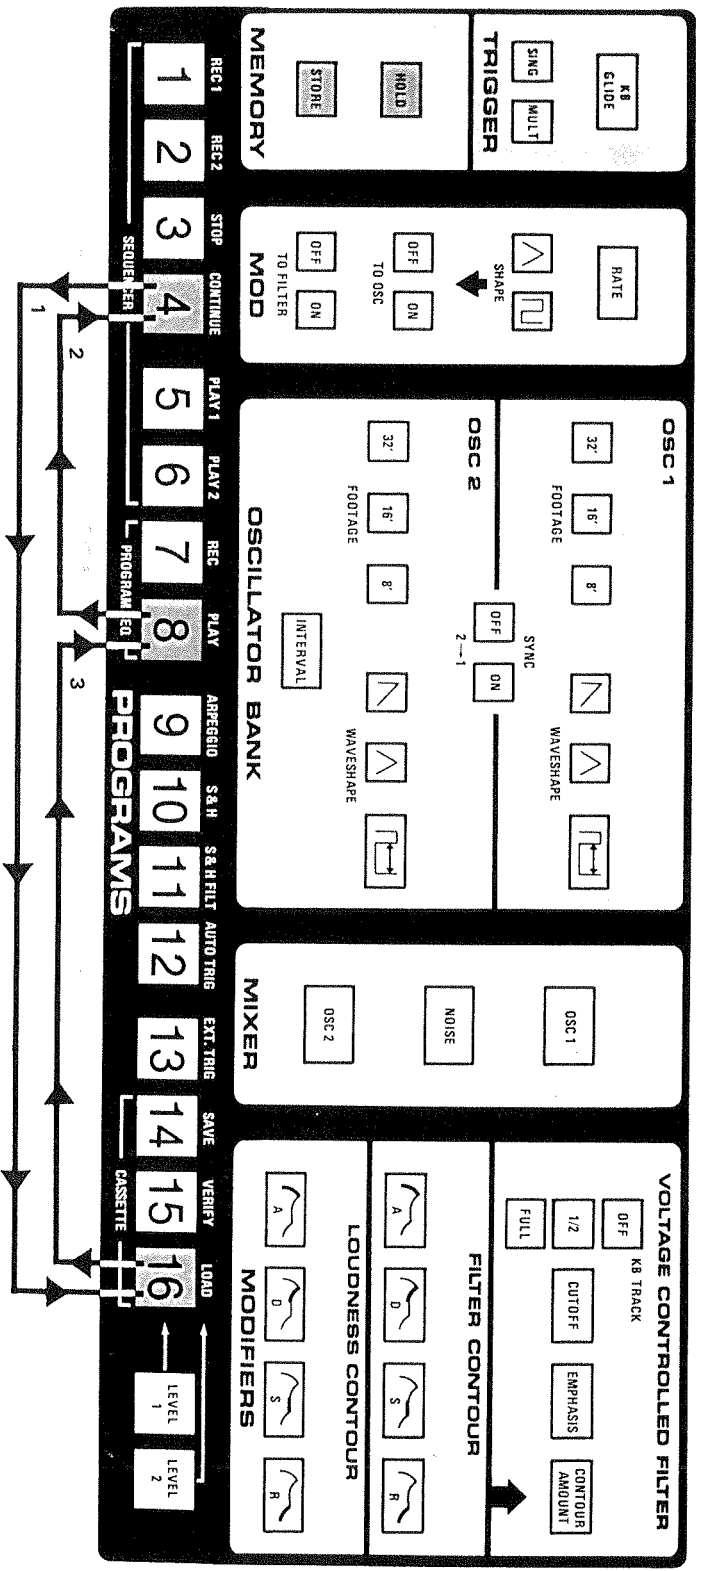 KB
GLIDE
SING
MULT
TRIGGER
HOLD
STORE
MEMORY
RATE
SHAPE
OFF
ON
TO OSC
OFF
ON
TO FILTER
MOD
OSC 1
32'
16'
8'
FOOTAGE
WAVESHAPE
SYNC
2→1
OFF
ON
OSC 2
32'
16'
8'
FOOTAGE
WAVESHAPE
INTERVAL
OSCILLATOR BANK
OSC 1
NOISE
OSC 2
MIXER
VOLTAGE CONTROLLED FILTER
OFF
1/2
FULL
KB TRACK
CUTOFF
EMPHASIS
CONTOUR
AMOUNT
FILTER CONTOUR
A
D
S
R
LOUDNESS CONTOUR
A
D
S
R
MODIFIERS
REC 1
REC 2
STOP
CONTINUE
PLAY 1
PLAY 2
REC
PLAY
ARPEGGIO
S & H
S & H FILT
AUTO TRIG
EXT. TRIG
SAVE
VERIFY
LOAD
1
2
3
4
5
6
7
8
9
10
11
12
13
14
15
16
LEVEL
1
LEVEL
2
SEQUENCER
PROGRAM SEQ
CASSETTE
PROGRAMS
1
2
3